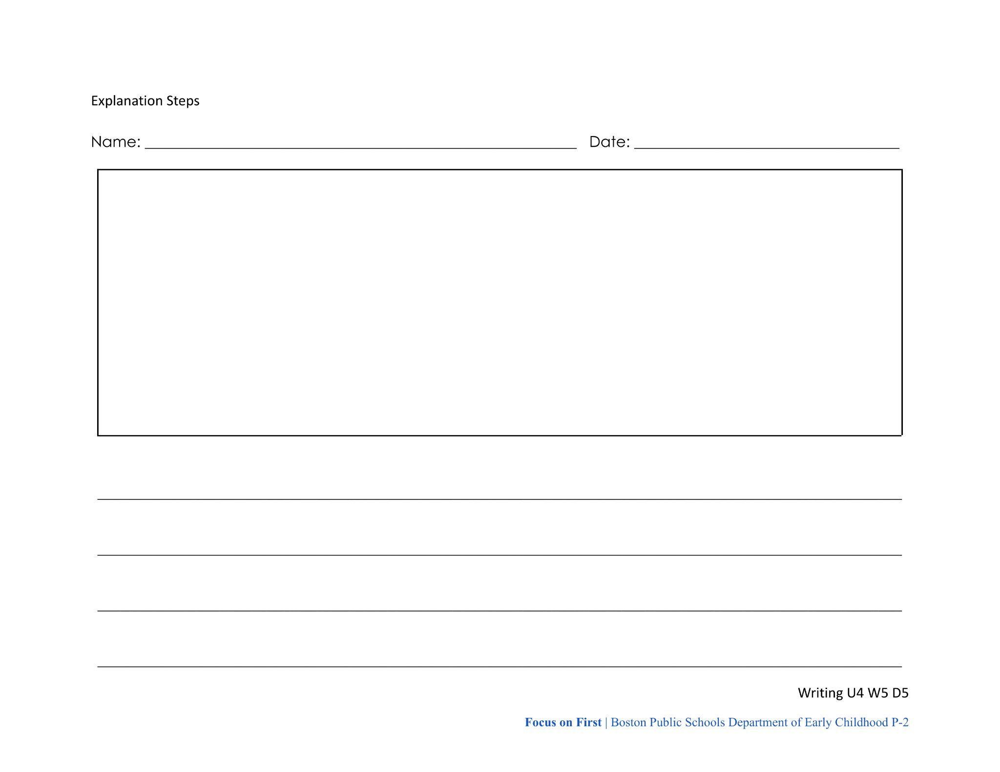 Explanation Steps
Name: Date:
Writing U4 W5 D5
Focus on First | Boston Public Schools Department of Early Childhood P-2